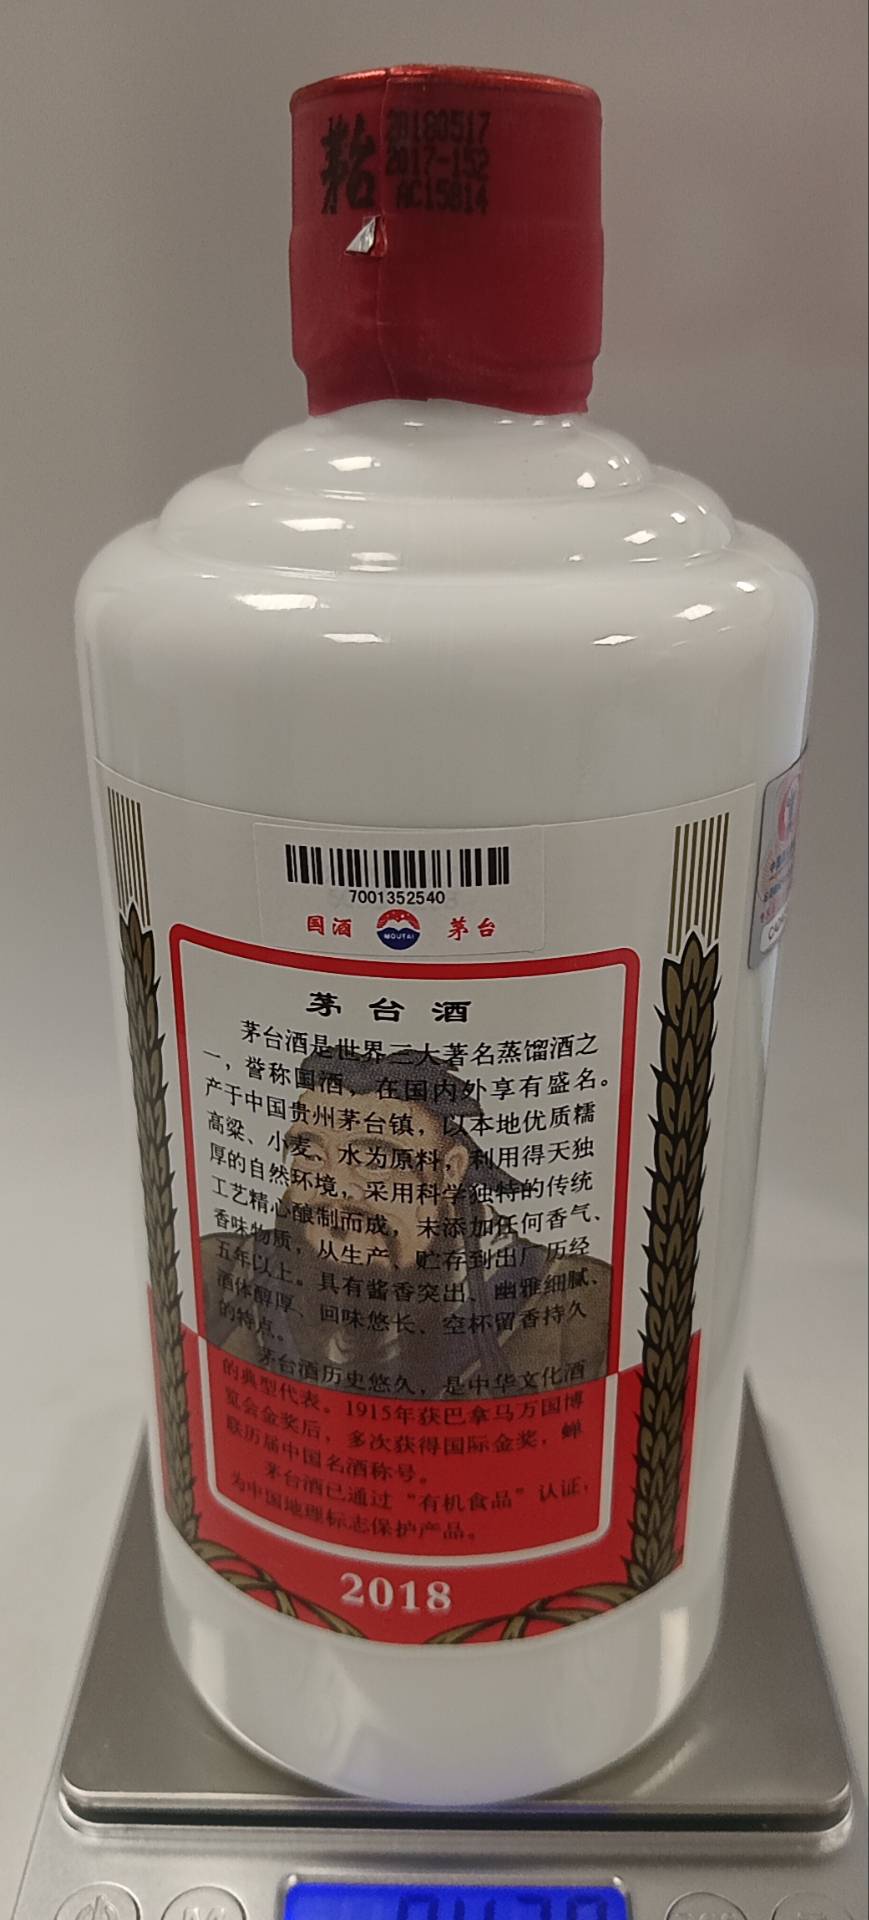 茅台
20180517
2017-152
AC15814
7001352540
国酒
MOUTAI
茅台
茅台酒
茅台酒是世界三大著名蒸馏酒之
一，誉称国酒，在国内外享有盛名。
产于中国贵州茅台镇，以本地优质糯
高粱、小麦、水为原料，利用得天独
厚的自然环境，采用科学独特的传统
工艺精心酿制而成，未添加任何香气、
香味物质，从生产、贮存到出厂历经
五年以上。具有酱香突出、幽雅细腻、
酒体醇厚、回味悠长、空杯留香持久
的特点。
茅台酒历史悠久，是中华文化酒
的典型代表。1915年获巴拿马万国博
览会金奖后，多次获得国际金奖，蝉
联历届中国名酒称号。
茅台酒已通过“有机食品”认证，
为中国地理标志保护产品。
2018